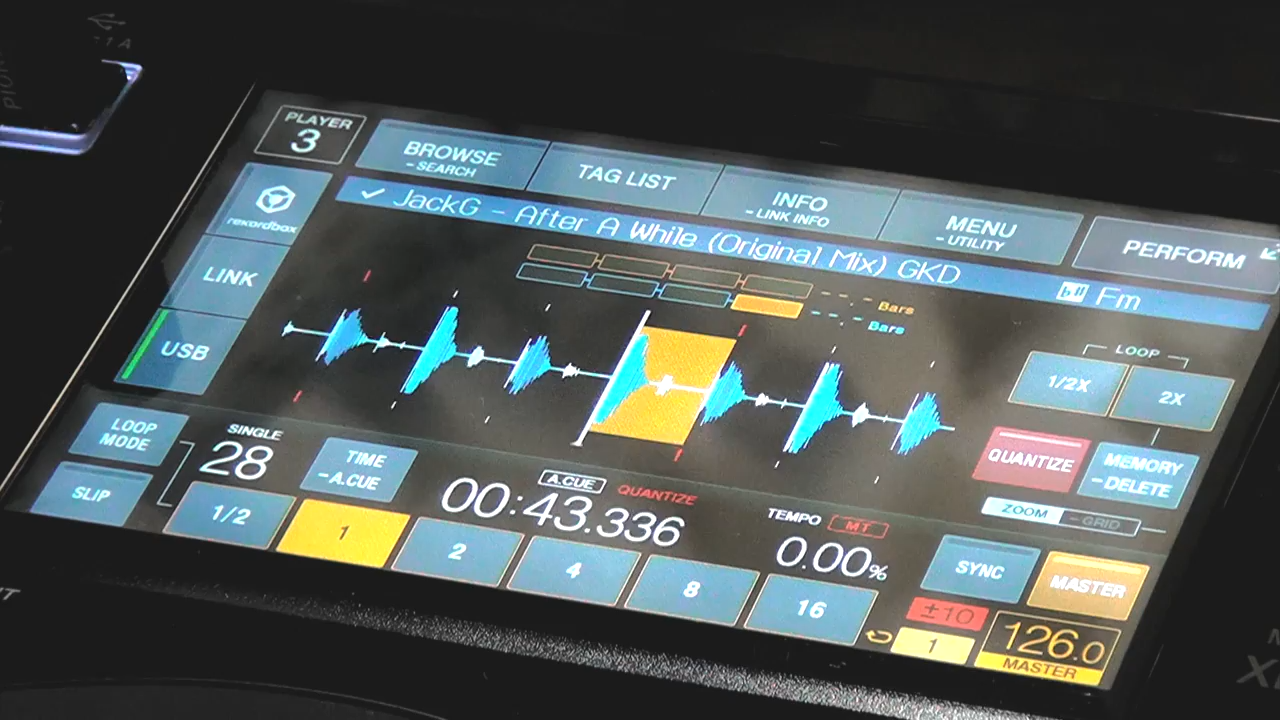 PLAYER
3
BROWSE
- SEARCH
TAG LIST
INFO
- LINK INFO
MENU
- UTILITY
PERFORM
rekordbox
LINK
USB
JackG - After A While (Original Mix) GKD
Fm
Bars
Bars
LOOP
1/2X
2X
QUANTIZE
MEMORY
- DELETE
ZOOM
- GRID
LOOP
MODE
SLIP
SINGLE
28
TIME
- A.CUE
A.CUE
QUANTIZE
00:43.336
TEMPO
MT
0.00%
SYNC
MASTER
1/2
1
2
4
8
16
±10
1
126.0
MASTER